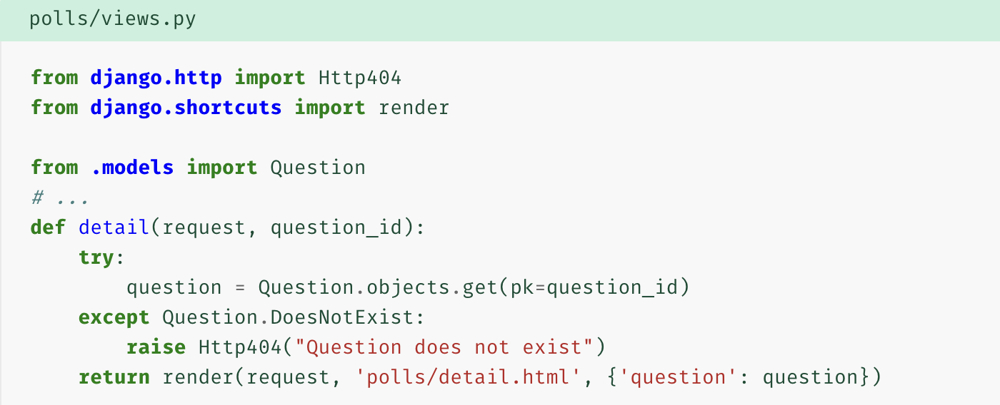 polls/views.py
from django.http import Http404
from django.shortcuts import render
from .models import Question
# ...
def detail(request, question_id):
    try:
        question = Question.objects.get(pk=question_id)
    except Question.DoesNotExist:
        raise Http404("Question does not exist")
    return render(request, 'polls/detail.html', {'question': question})